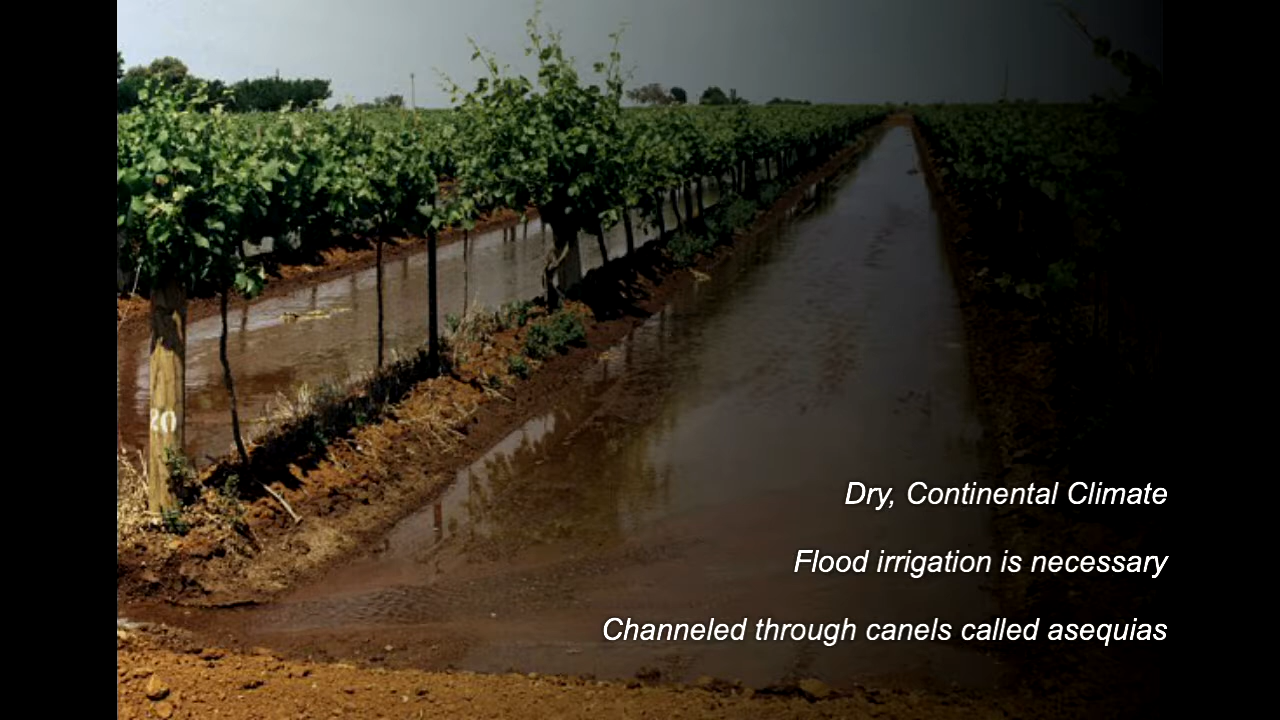 20
Dry, Continental Climate
Flood irrigation is necessary
Channeled through canels called asequias